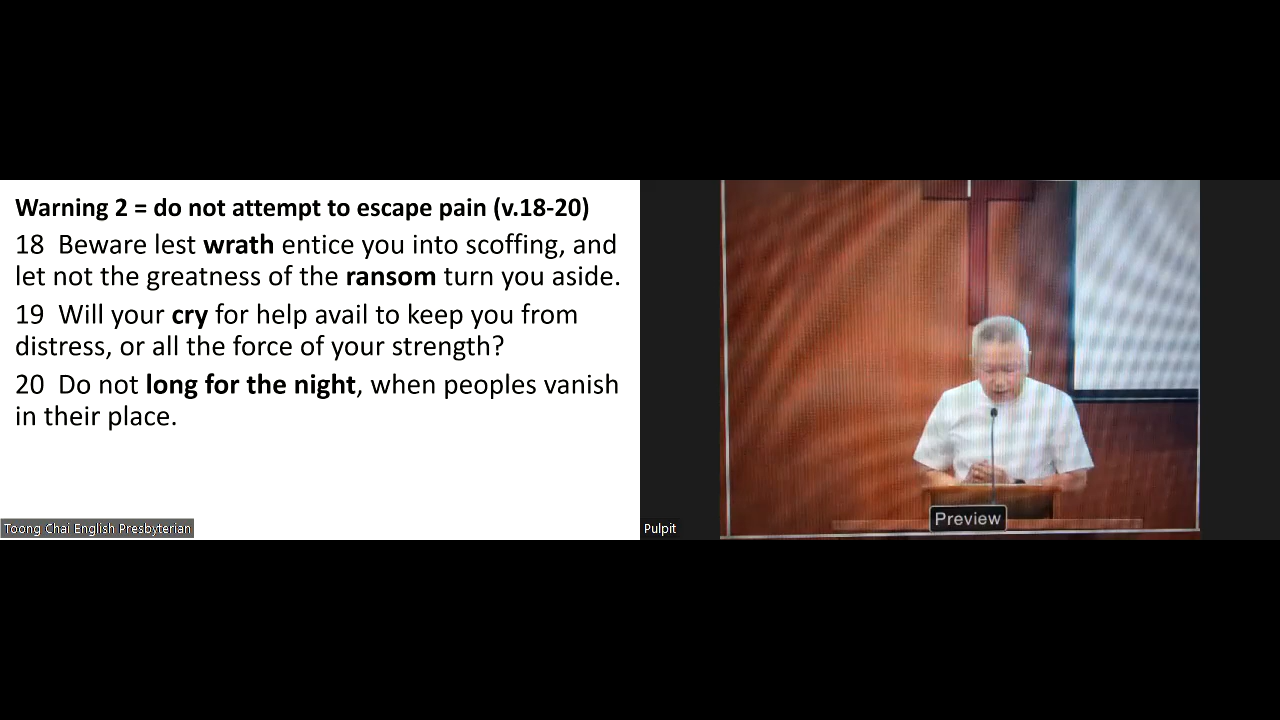 Warning 2 = do not attempt to escape pain (v.18-20)
18  Beware lest wrath entice you into scoffing, and
let not the greatness of the ransom turn you aside.
19  Will your cry for help avail to keep you from
distress, or all the force of your strength?
20  Do not long for the night, when peoples vanish
in their place.
Toong Chai English Presbyterian
Pulpit
Preview